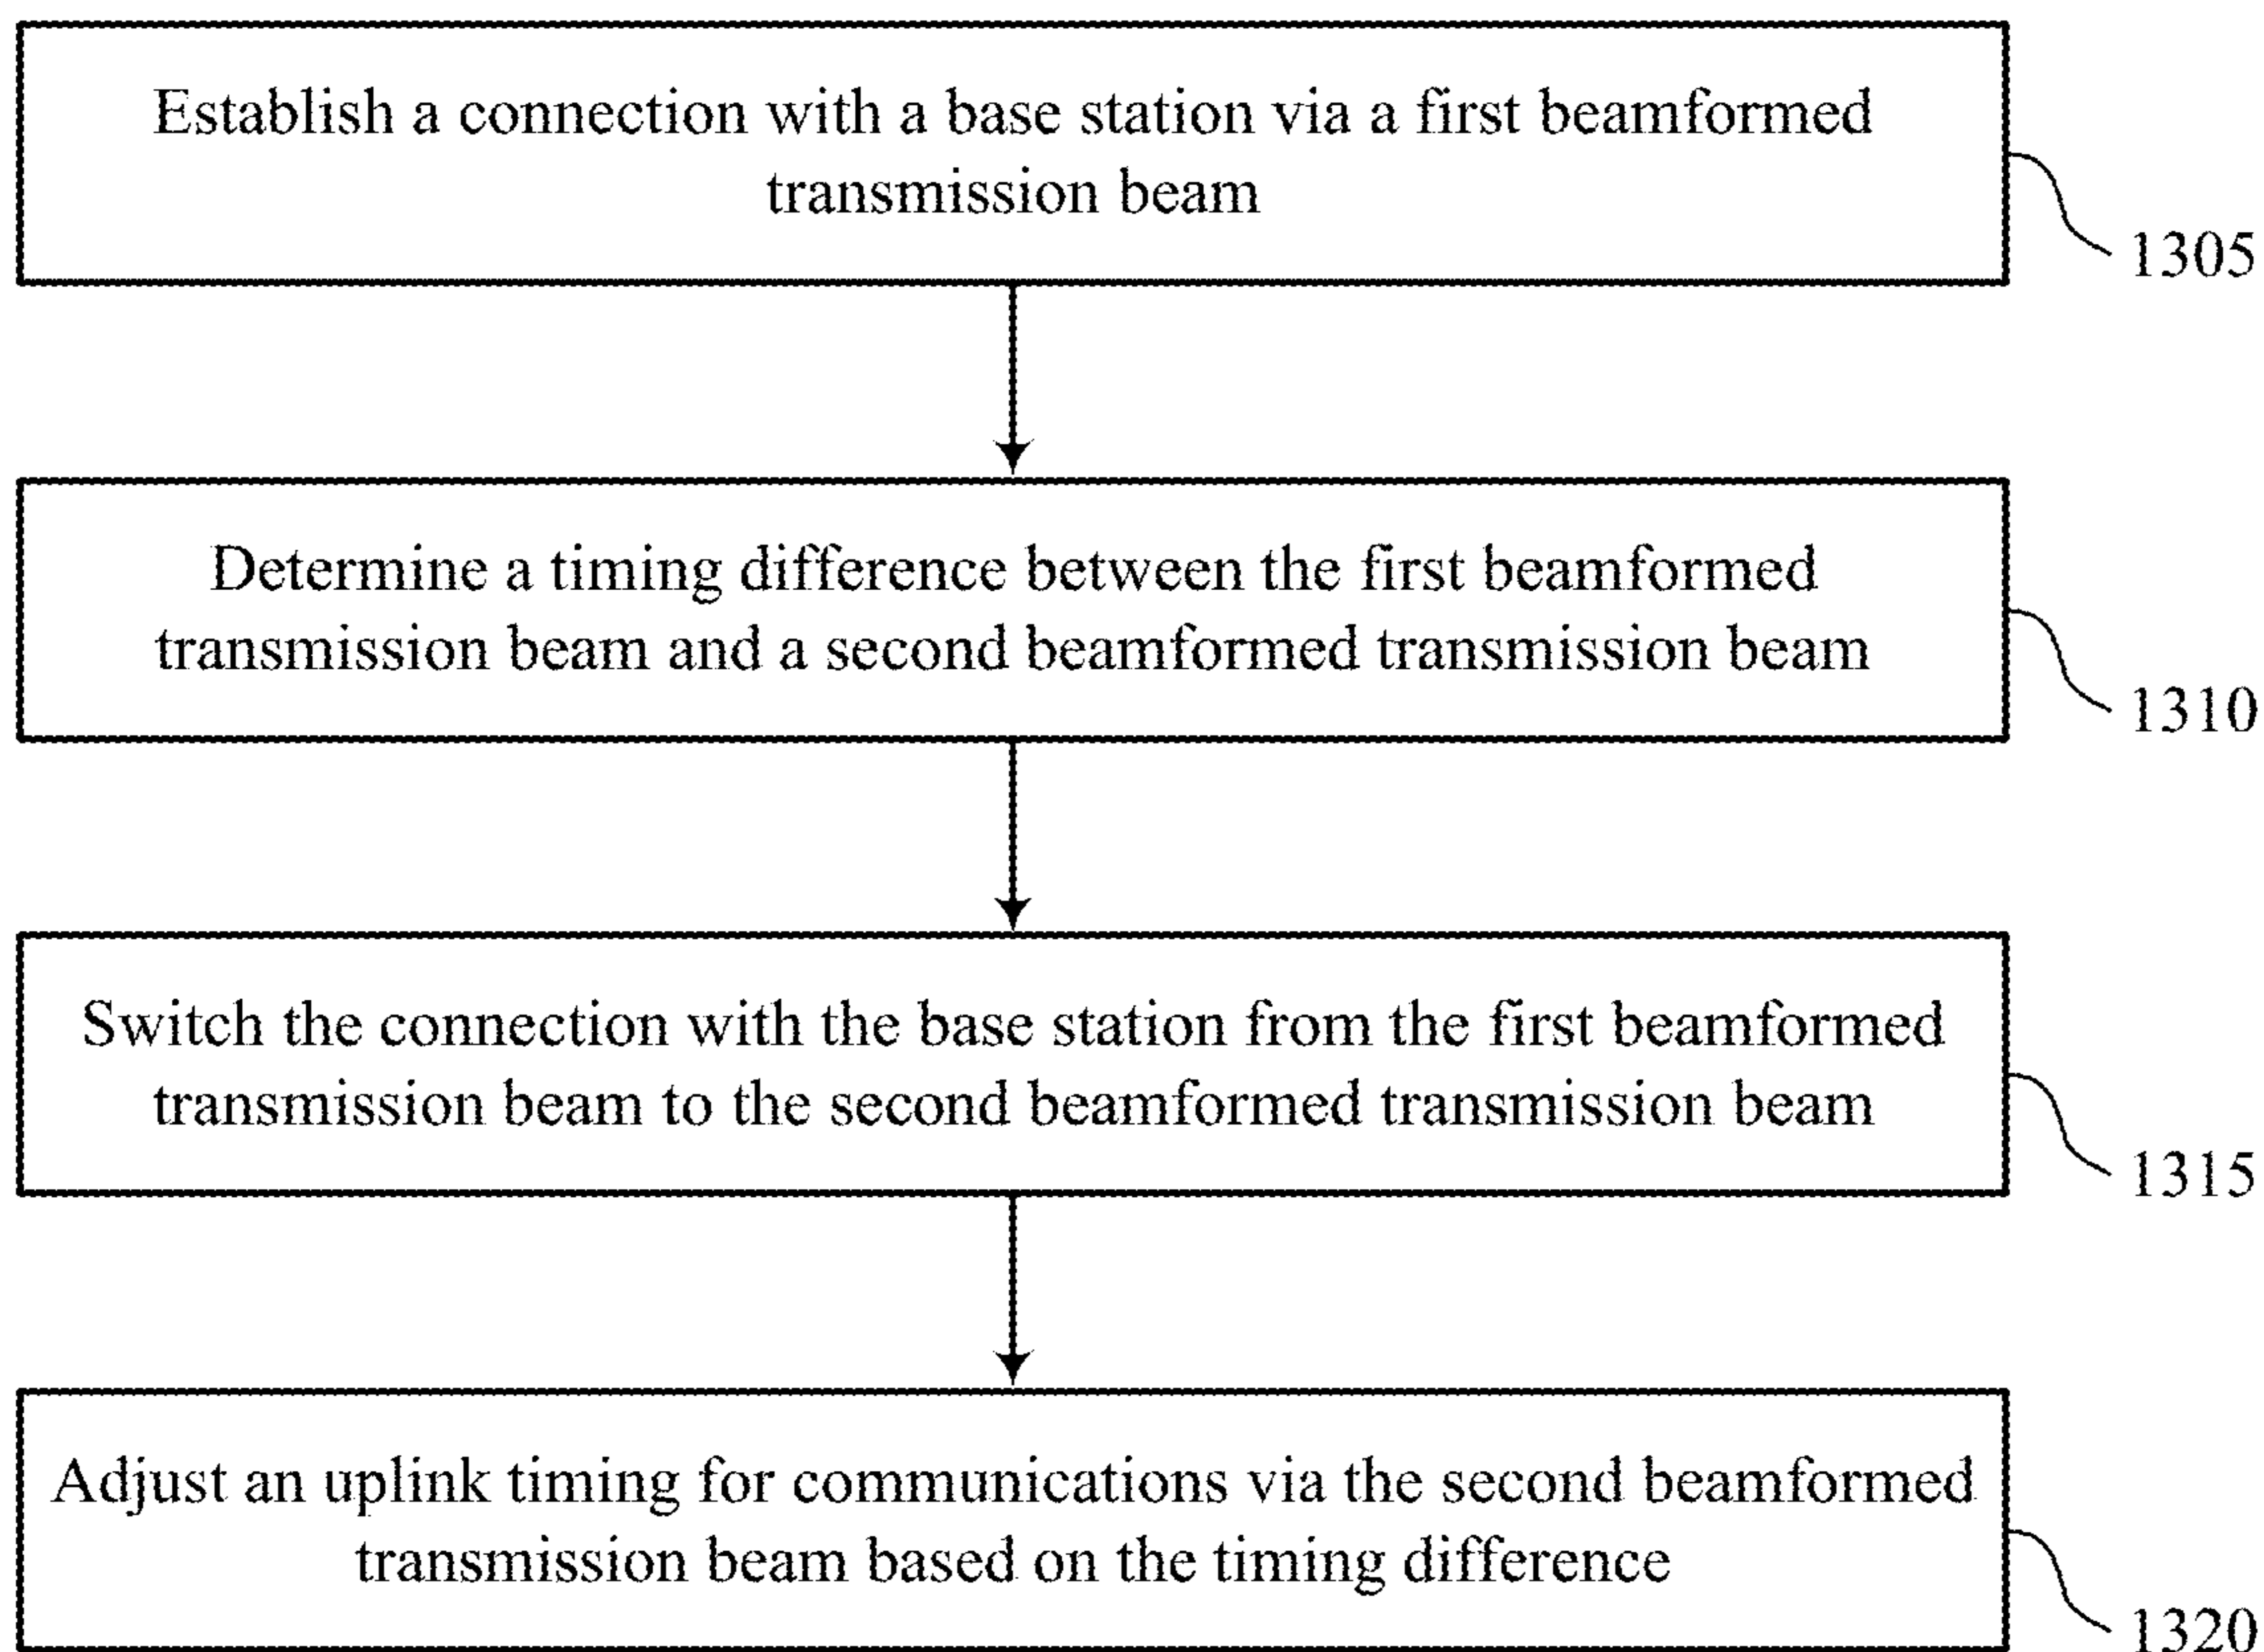 Establish a connection with a base station via a first beamformed
transmission beam
1305
Determine a timing difference between the first beamformed
transmission beam and a second beamformed transmission beam
1310
Switch the connection with the base station from the first beamformed
transmission beam to the second beamformed transmission beam
1315
Adjust an uplink timing for communications via the second beamformed
transmission beam based on the timing difference
1320